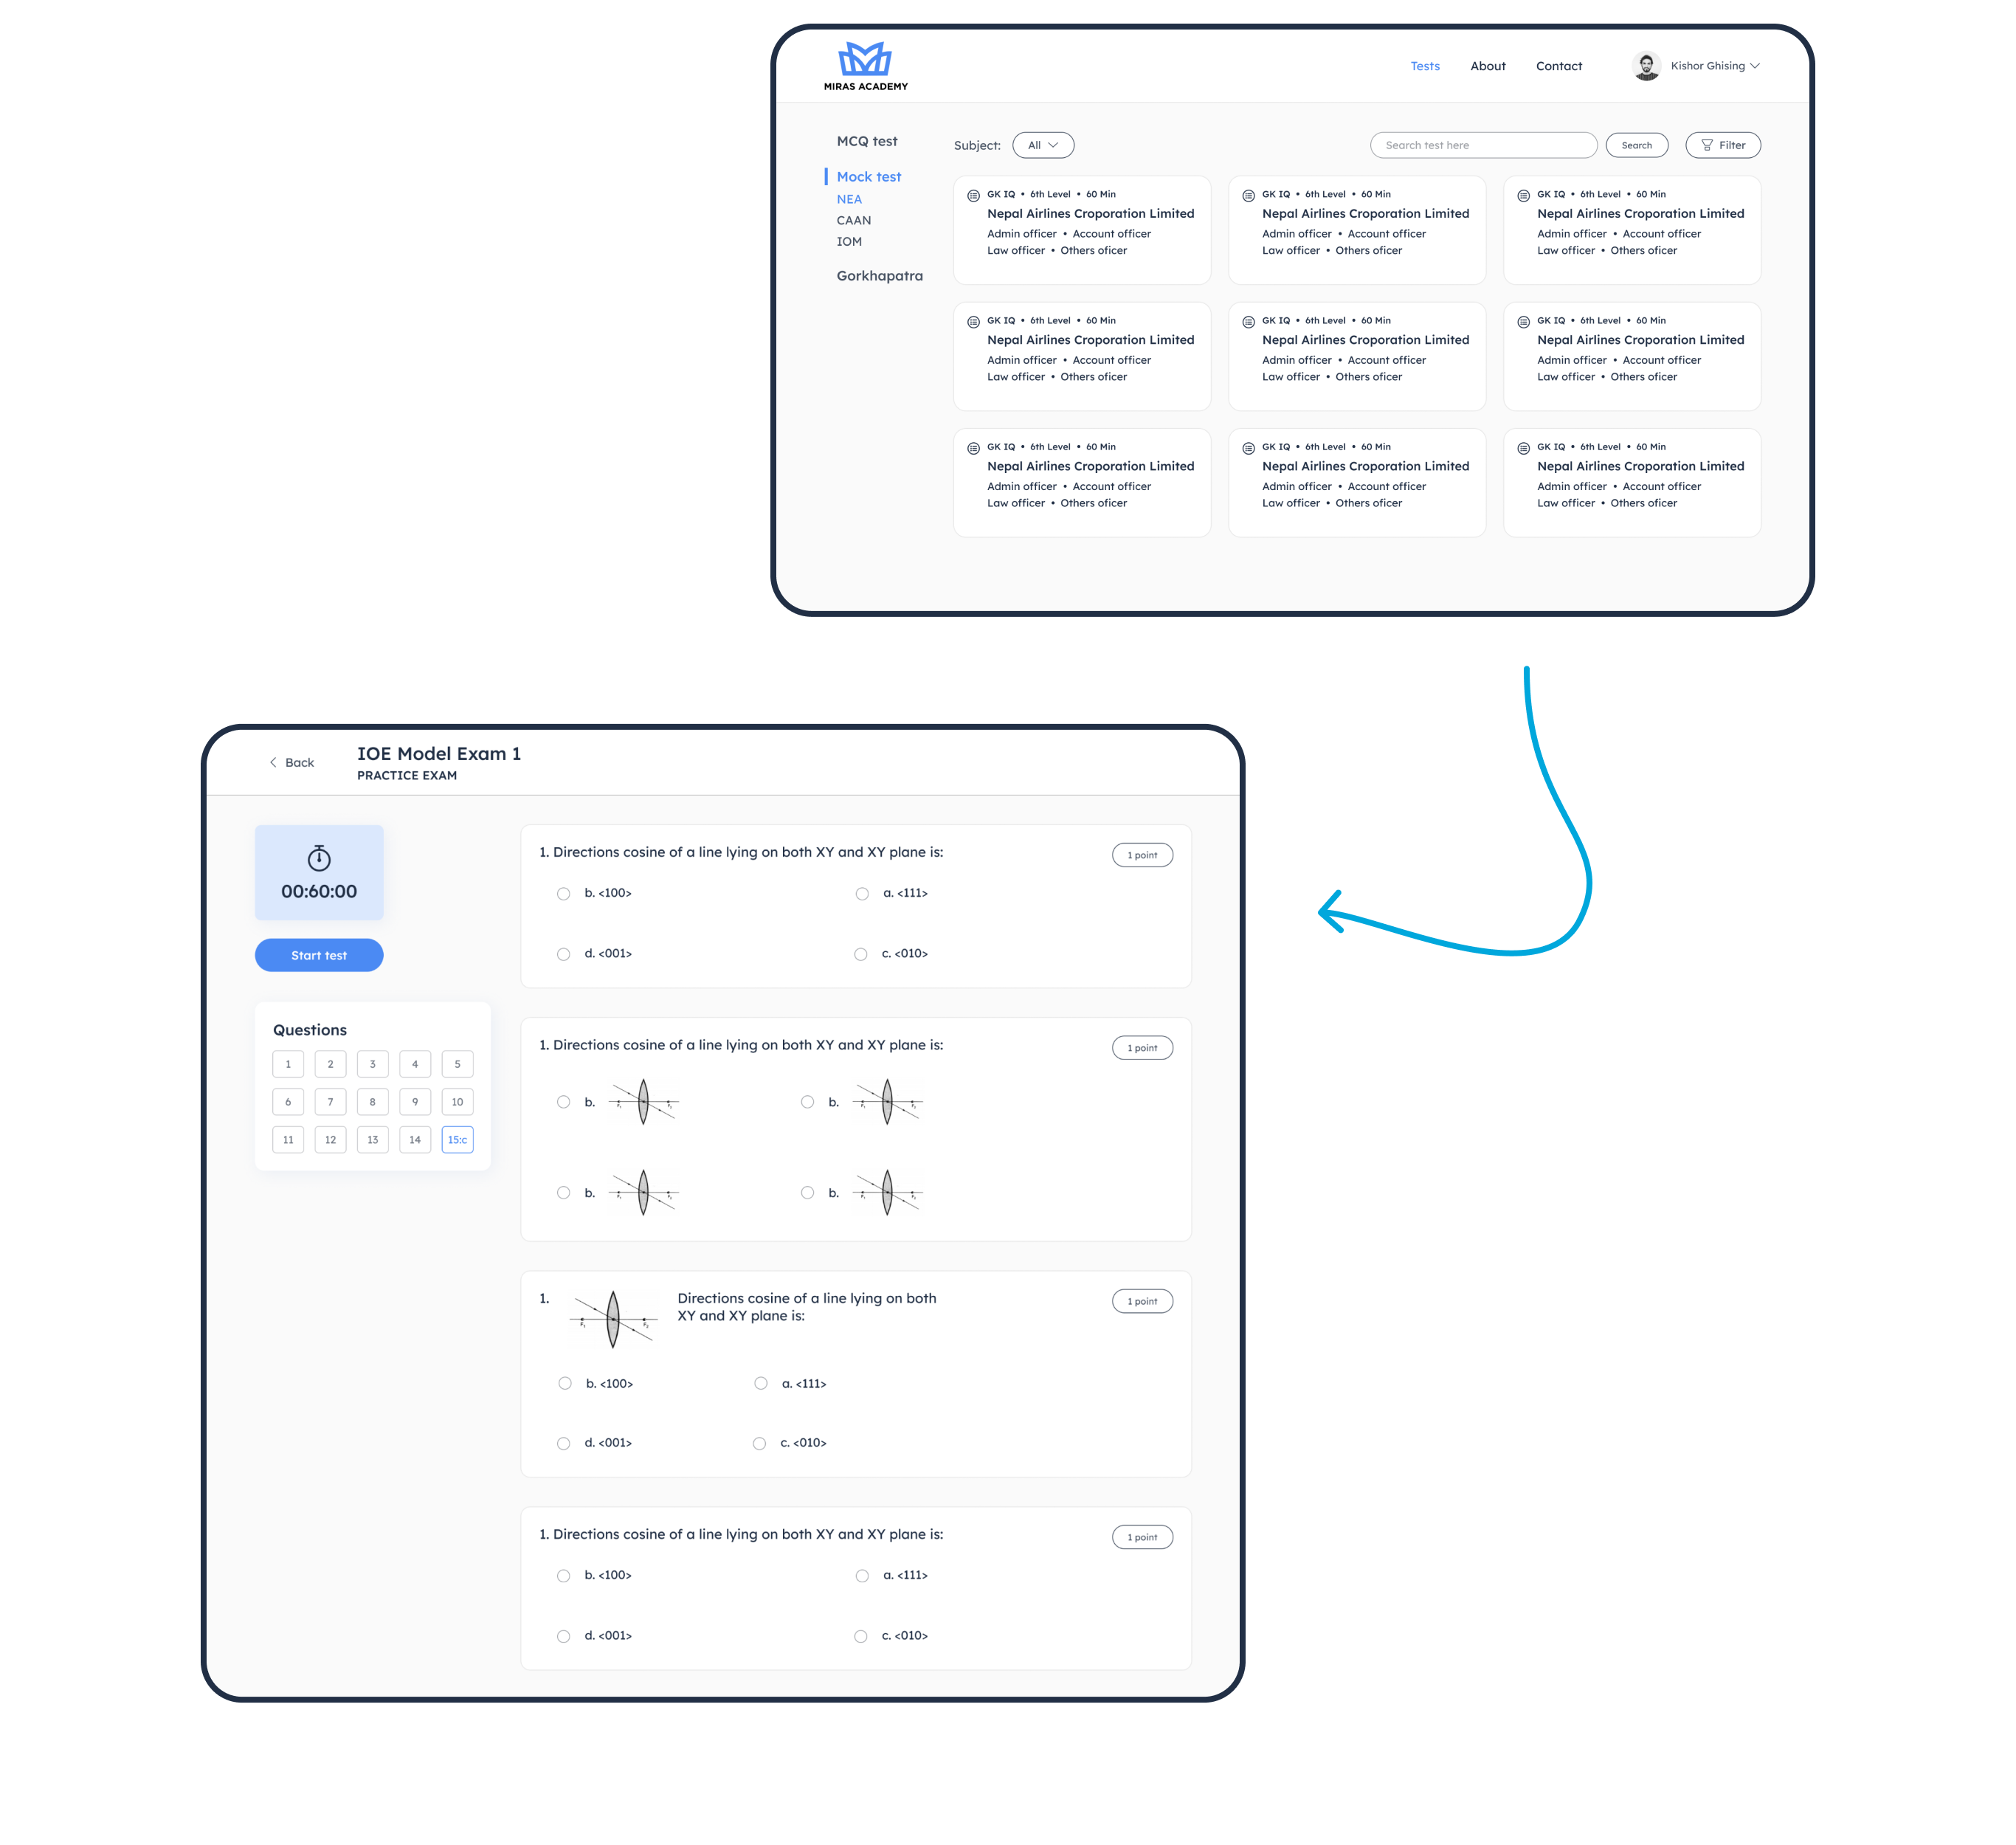 MIRAS ACADEMY
Tests About Contact Kishor Ghising
MCQ test
Mock test
NEA
CAAN
IOM
Gorkhapatra
Subject: All Search test here Search Filter
GK IQ • 6th Level • 60 Min
Nepal Airlines Croporation Limited
Admin officer • Account officer
Law officer • Others oficer
GK IQ • 6th Level • 60 Min
Nepal Airlines Croporation Limited
Admin officer • Account officer
Law officer • Others oficer
GK IQ • 6th Level • 60 Min
Nepal Airlines Croporation Limited
Admin officer • Account officer
Law officer • Others oficer
GK IQ • 6th Level • 60 Min
Nepal Airlines Croporation Limited
Admin officer • Account officer
Law officer • Others oficer
GK IQ • 6th Level • 60 Min
Nepal Airlines Croporation Limited
Admin officer • Account officer
Law officer • Others oficer
GK IQ • 6th Level • 60 Min
Nepal Airlines Croporation Limited
Admin officer • Account officer
Law officer • Others oficer
GK IQ • 6th Level • 60 Min
Nepal Airlines Croporation Limited
Admin officer • Account officer
Law officer • Others oficer
GK IQ • 6th Level • 60 Min
Nepal Airlines Croporation Limited
Admin officer • Account officer
Law officer • Others oficer
GK IQ • 6th Level • 60 Min
Nepal Airlines Croporation Limited
Admin officer • Account officer
Law officer • Others oficer
Back
IOE Model Exam 1
PRACTICE EXAM
00:60:00
Start test
Questions
1 2 3 4 5
6 7 8 9 10
11 12 13 14 15:c
1. Directions cosine of a line lying on both XY and XY plane is: 1 point
b. <100> a. <111>
d. <001> c. <010>
1. Directions cosine of a line lying on both XY and XY plane is: 1 point
b. b.
b. b.
1. Directions cosine of a line lying on both 1 point
XY and XY plane is:
F₁ F₂
b. <100> a. <111>
d. <001> c. <010>
1. Directions cosine of a line lying on both XY and XY plane is: 1 point
b. <100> a. <111>
d. <001> c. <010>